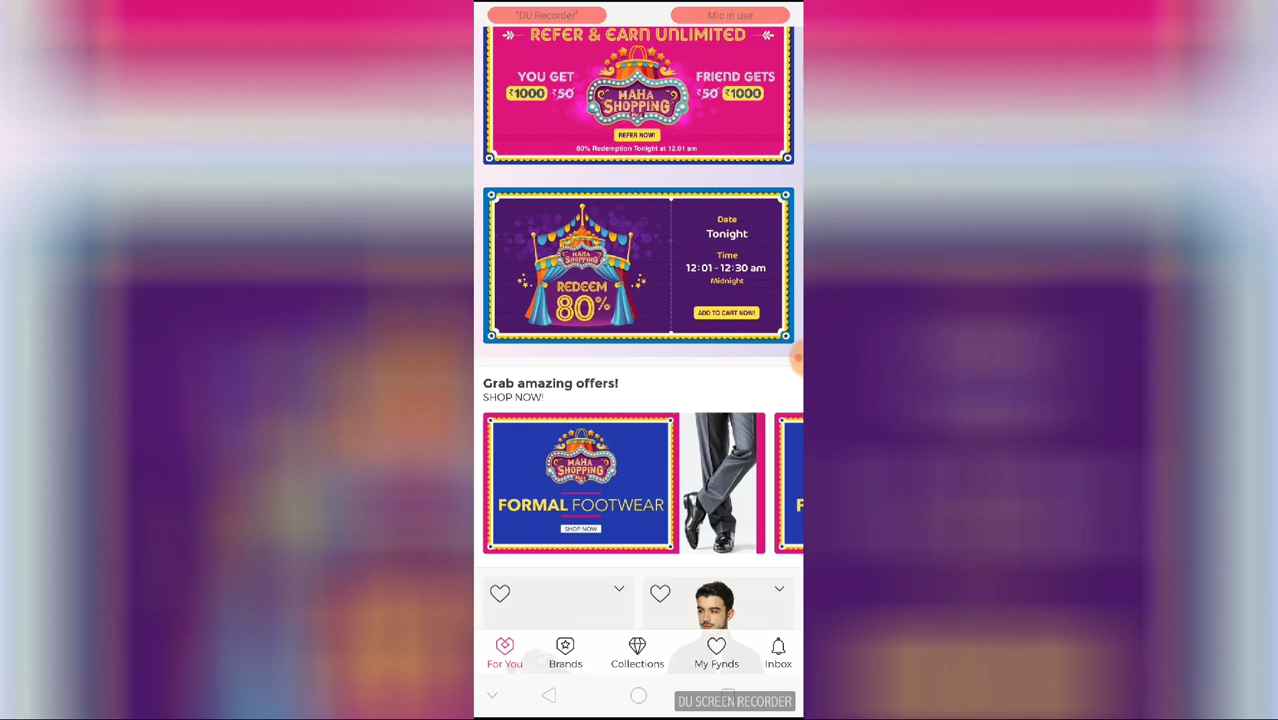 "DU Recorder" Mic in use
REFER & EARN UNLIMITED
YOU GET FRIEND GETS
₹1000 ₹50 MAHA SHOPPING ₹50 ₹1000
REFER NOW!
80% Redemption Tonight at 12.01 am
MAHA SHOPPING
REDEEM
80%
Date
Tonight
Time
12:01 - 12:30 am
Midnight
ADD TO CART NOW!
Grab amazing offers!
SHOP NOW!
MAHA SHOPPING
FORMAL FOOTWEAR
SHOP NOW
For You Brands Collections My Fynds Inbox
DU SCREEN RECORDER